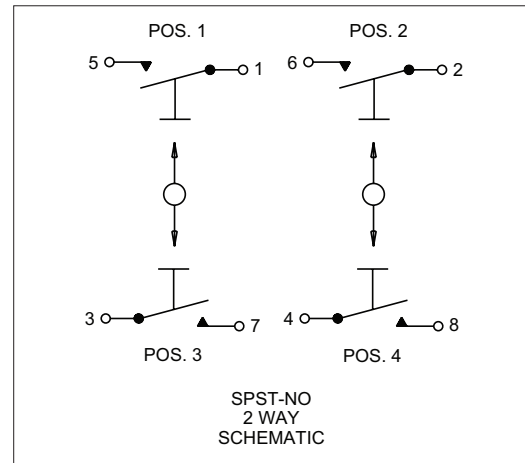 POS. 1 POS. 2
5 1 6 2
3 7 4 8
POS. 3 POS. 4
SPST-NO
2 WAY
SCHEMATIC